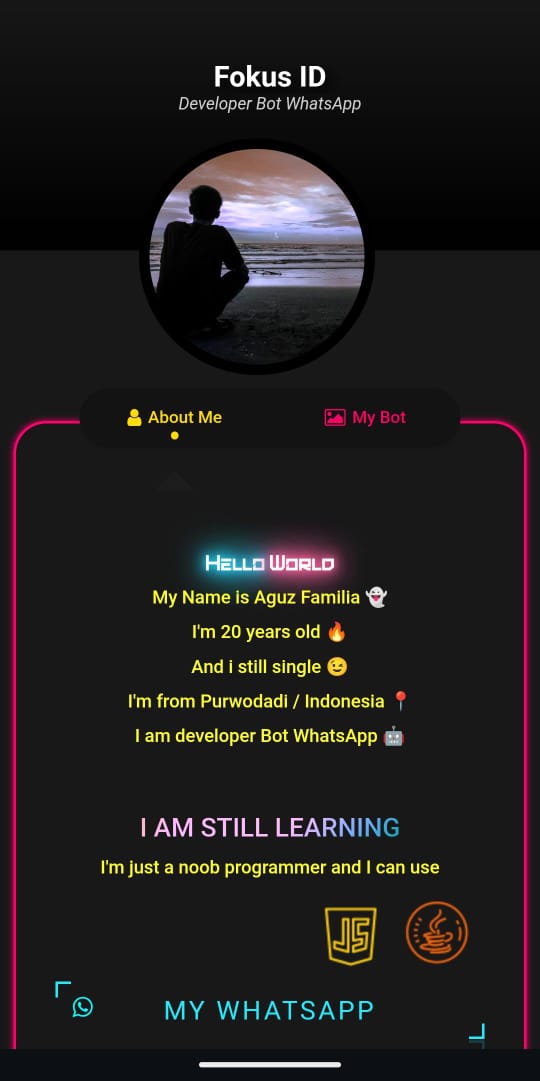 Fokus ID
Developer Bot WhatsApp
About Me
My Bot
Hello World
My Name is Aguz Familia 👻
I'm 20 years old 🔥
And i still single 😉
I'm from Purwodadi / Indonesia 📍
I am developer Bot WhatsApp 🤖
I AM STILL LEARNING
I'm just a noob programmer and I can use
JS
MY WHATSAPP